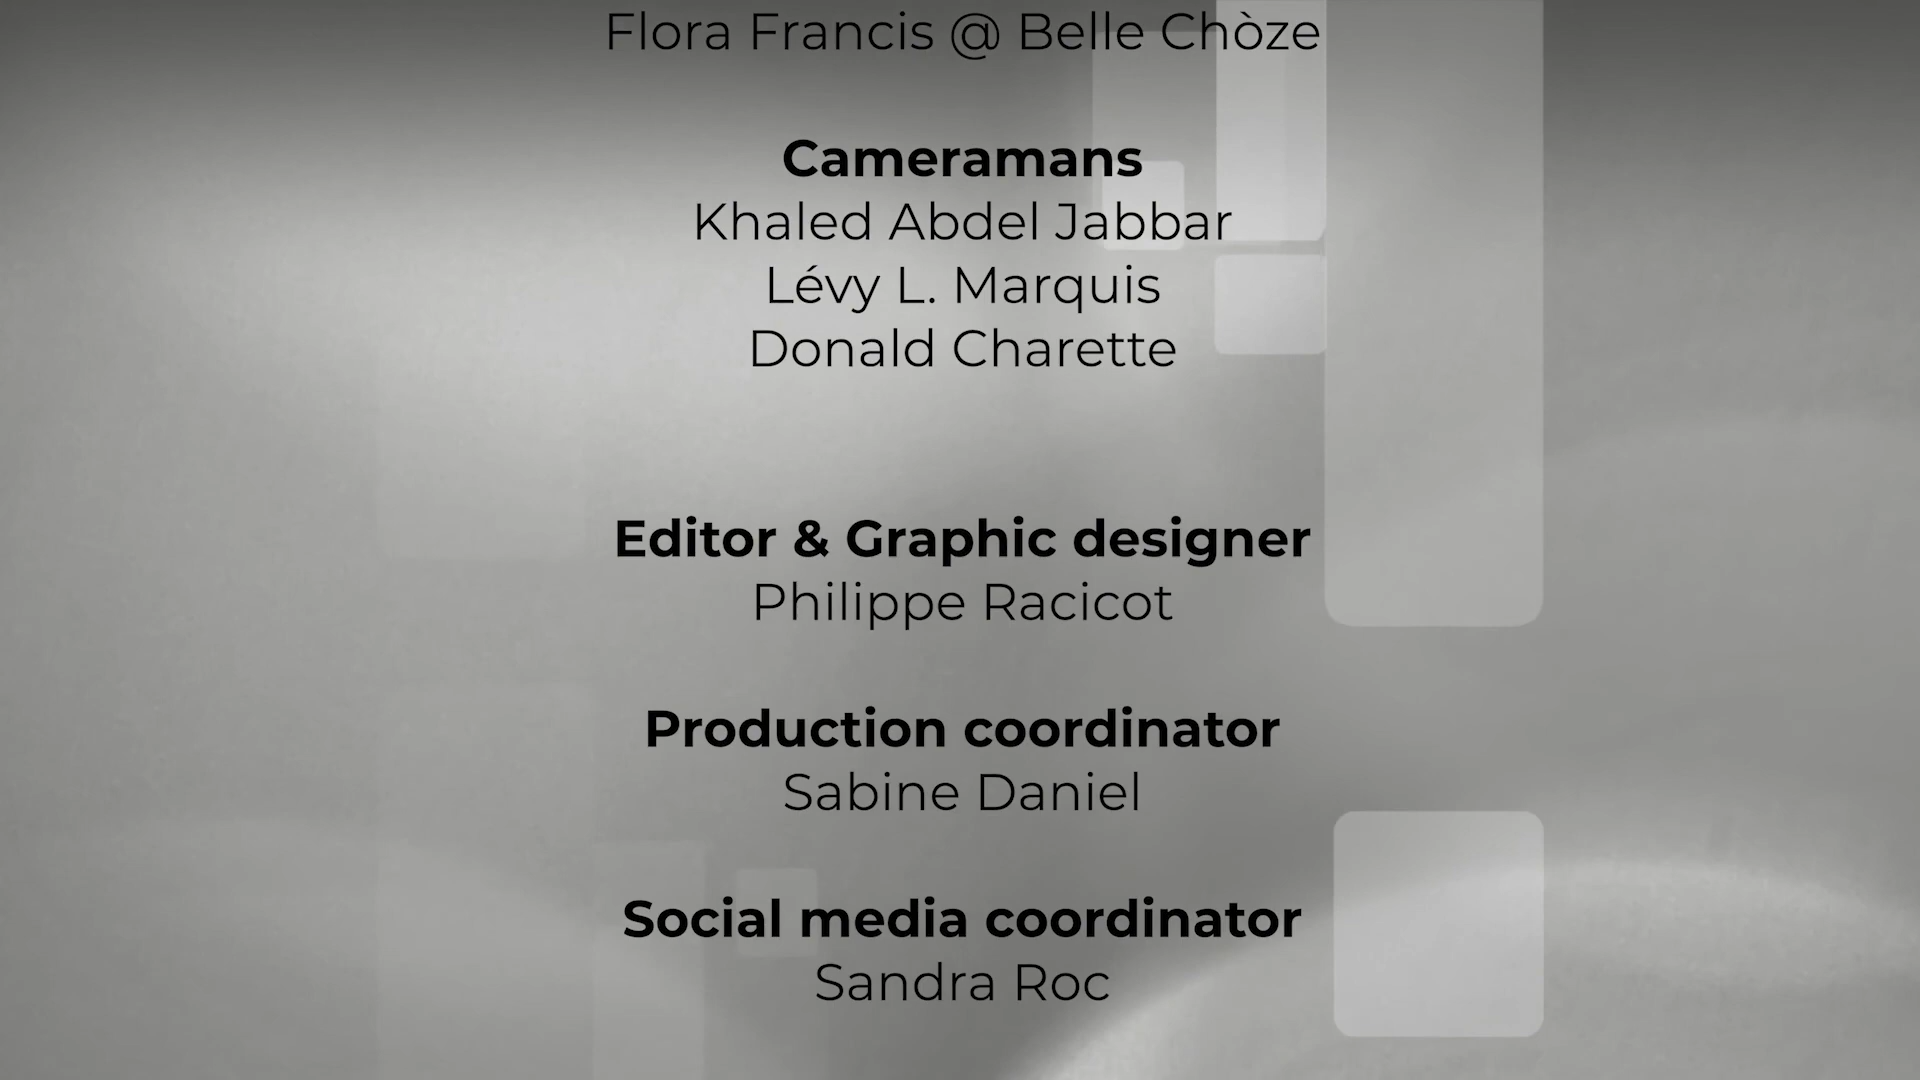 Flora Francis @ Belle Chòze
Cameramans
Khaled Abdel Jabbar
Lévy L. Marquis
Donald Charette
Editor & Graphic designer
Philippe Racicot
Production coordinator
Sabine Daniel
Social media coordinator
Sandra Roc